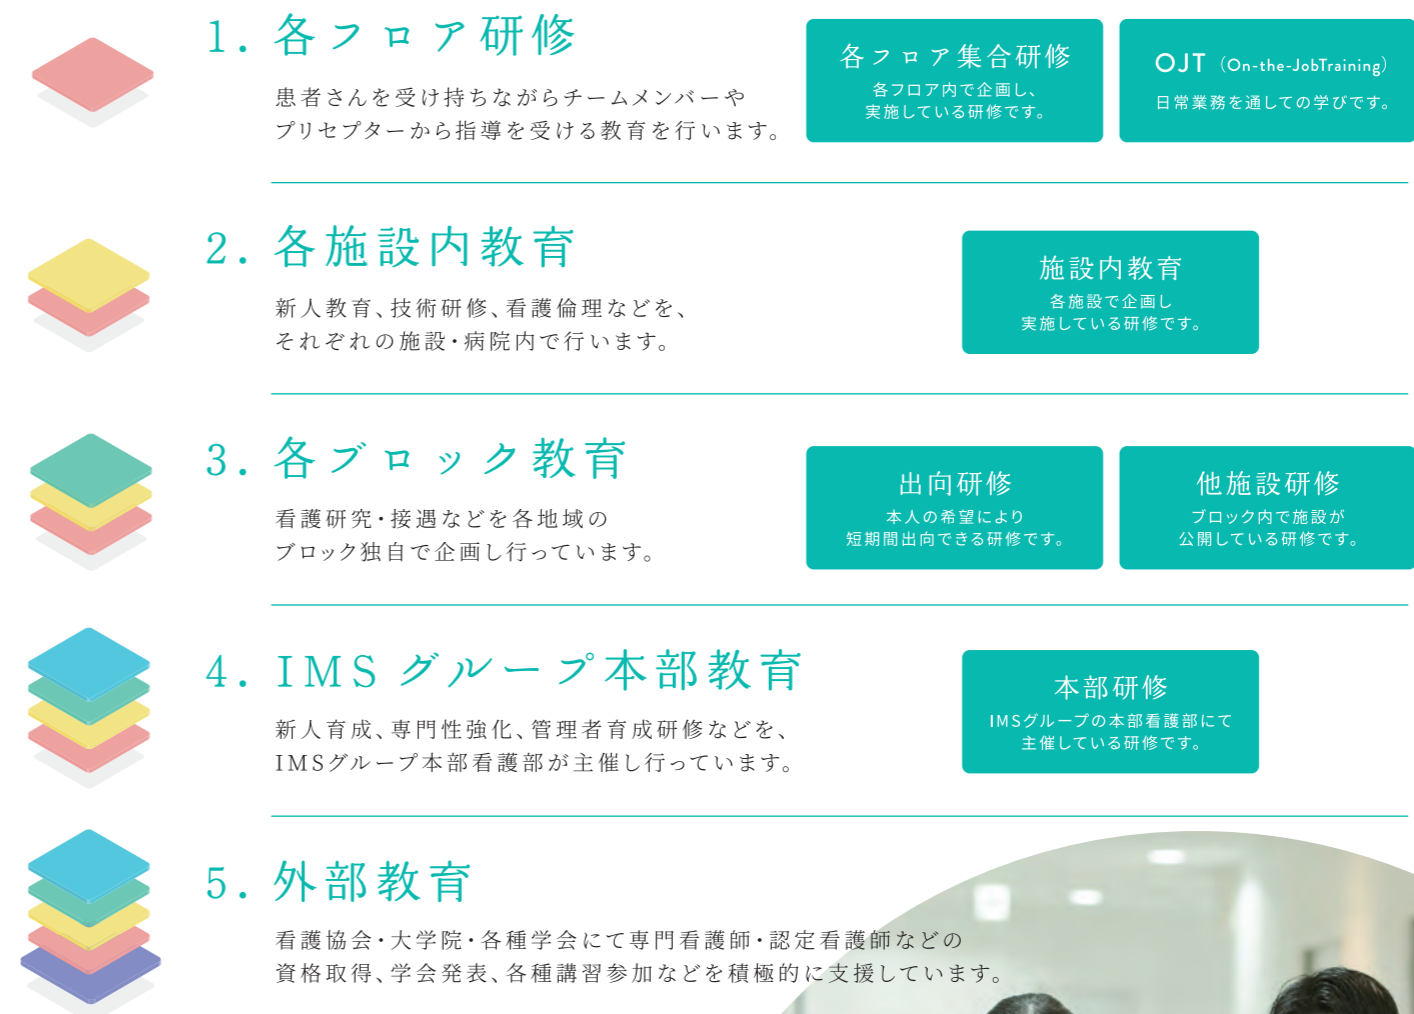 1. 各フロア研修
患者さんを受け持ちながらチームメンバーや
プリセプターから指導を受ける教育を行います。
各フロア集合研修
各フロア内で企画し、
実施している研修です。
OJT（On-the-JobTraining）
日常業務を通しての学びです。
2. 各施設内教育
新人教育、技術研修、看護倫理などを、
それぞれの施設・病院内で行います。
施設内教育
各施設で企画し
実施している研修です。
3. 各ブロック教育
看護研究・接遇などを各地域の
ブロック独自で企画し行っています。
出向研修
本人の希望により
短期間出向できる研修です。
他施設研修
ブロック内で施設が
公開している研修です。
4. IMS グループ本部教育
新人育成、専門性強化、管理者育成研修などを、
IMSグループ本部看護部が主催し行っています。
本部研修
IMSグループの本部看護部にて
主催している研修です。
5. 外部教育
看護協会・大学院・各種学会にて専門看護師・認定看護師などの
資格取得、学会発表、各種講習参加などを積極的に支援しています。